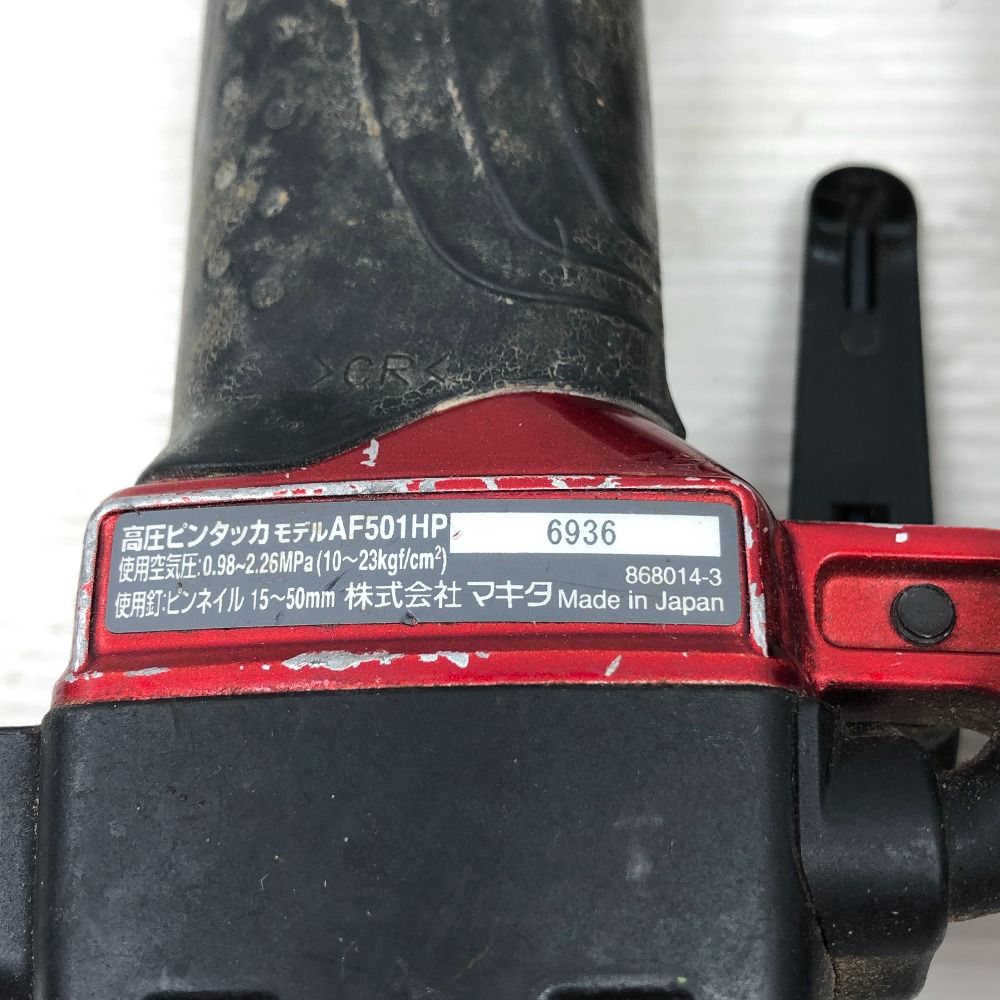 >CR<
高圧ピンタッカ モデルAF501HP 6936
使用空気圧:0.98~2.26MPa(10~23kgf/cm²)
868014-3
使用釘:ピンネイル 15~50mm 株式会社 マキタ Made in Japan